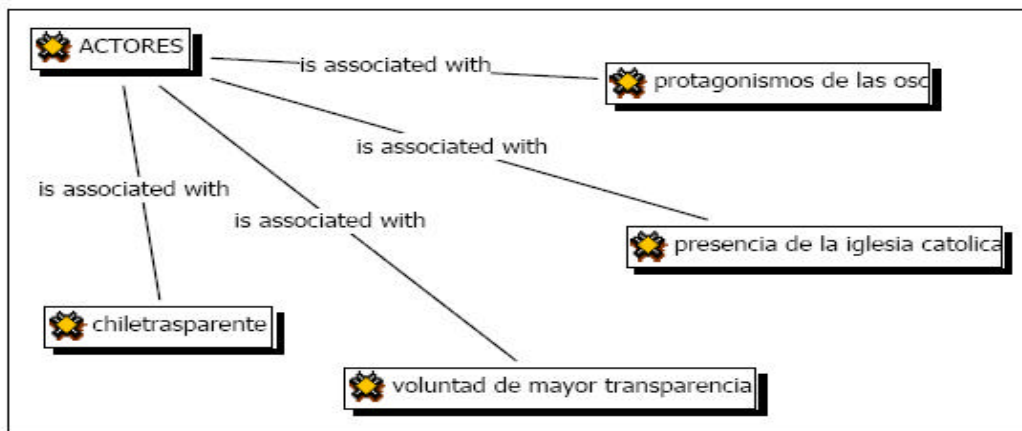 ACTORES
is associated with
protagonismos de las osc
is associated with
is associated with
is associated with
presencia de la iglesia catolica
chiletrasparente
voluntad de mayor transparencia